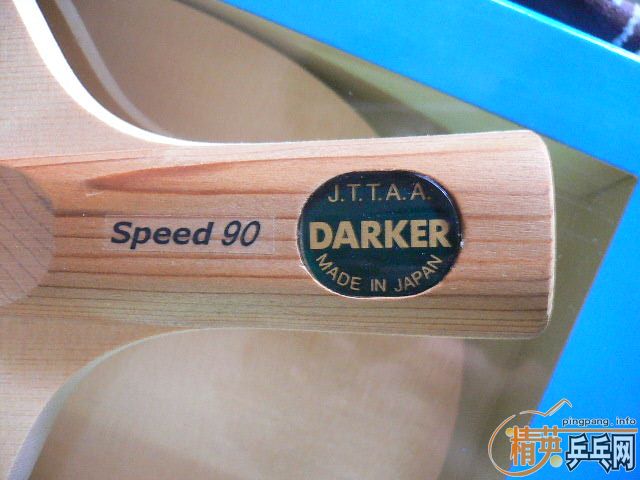 J.T.T.A.A.
DARKER
MADE IN JAPAN
Speed 90
pingpang.info
精英乒乓网